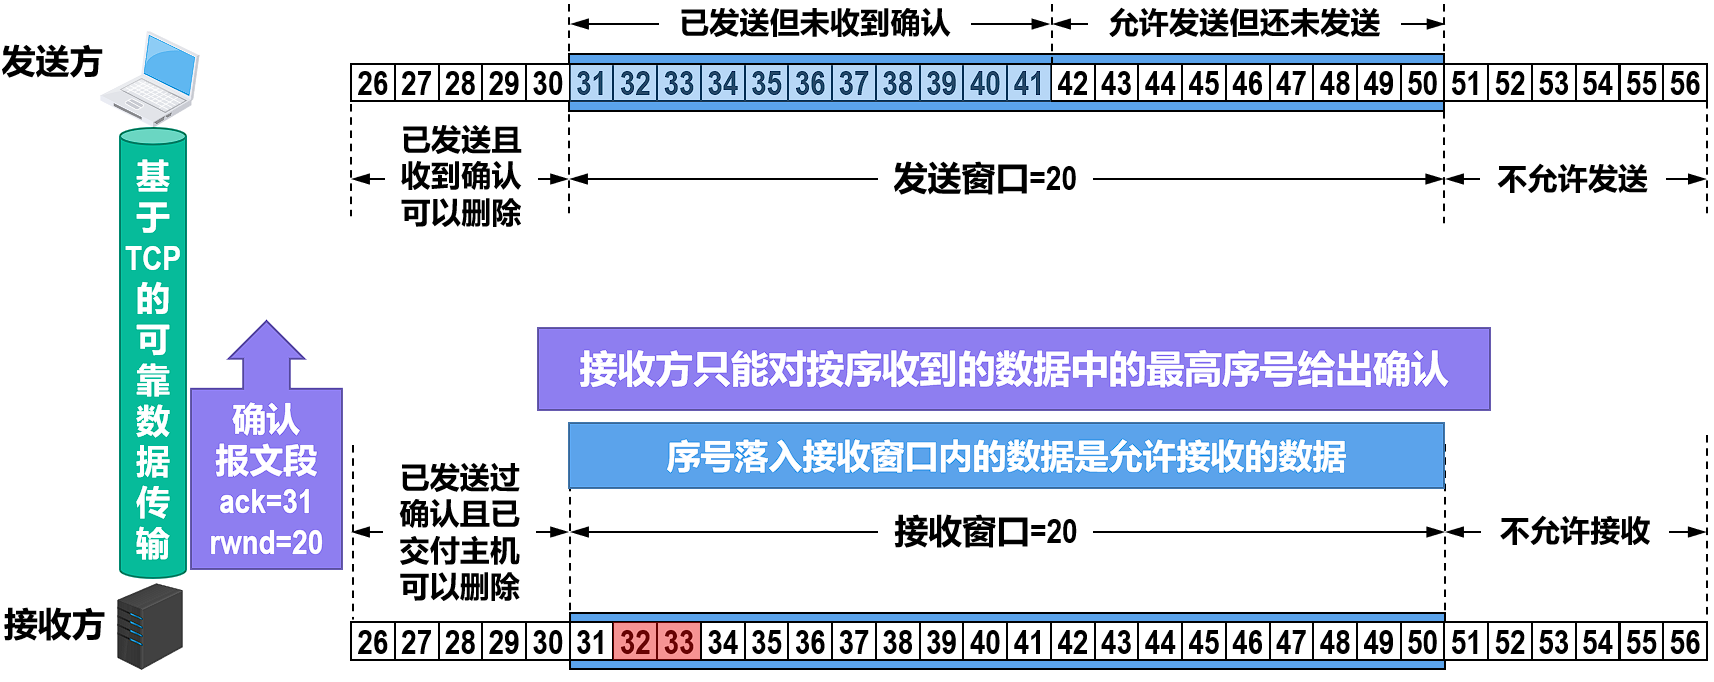 已发送但未收到确认
允许发送但还未发送
发送方
26 27 28 29 30 31 32 33 34 35 36 37 38 39 40 41 42 43 44 45 46 47 48 49 50 51 52 53 54 55 56
已发送且
收到确认
可以删除
发送窗口=20
不允许发送
基
于
TCP
的
可
靠
数
据
传
输
确认
报文段
ack=31
rwnd=20
接收方只能对按序收到的数据中的最高序号给出确认
序号落入接收窗口内的数据是允许接收的数据
已发送过
确认且已
交付主机
可以删除
接收窗口=20
不允许接收
接收方
26 27 28 29 30 31 32 33 34 35 36 37 38 39 40 41 42 43 44 45 46 47 48 49 50 51 52 53 54 55 56